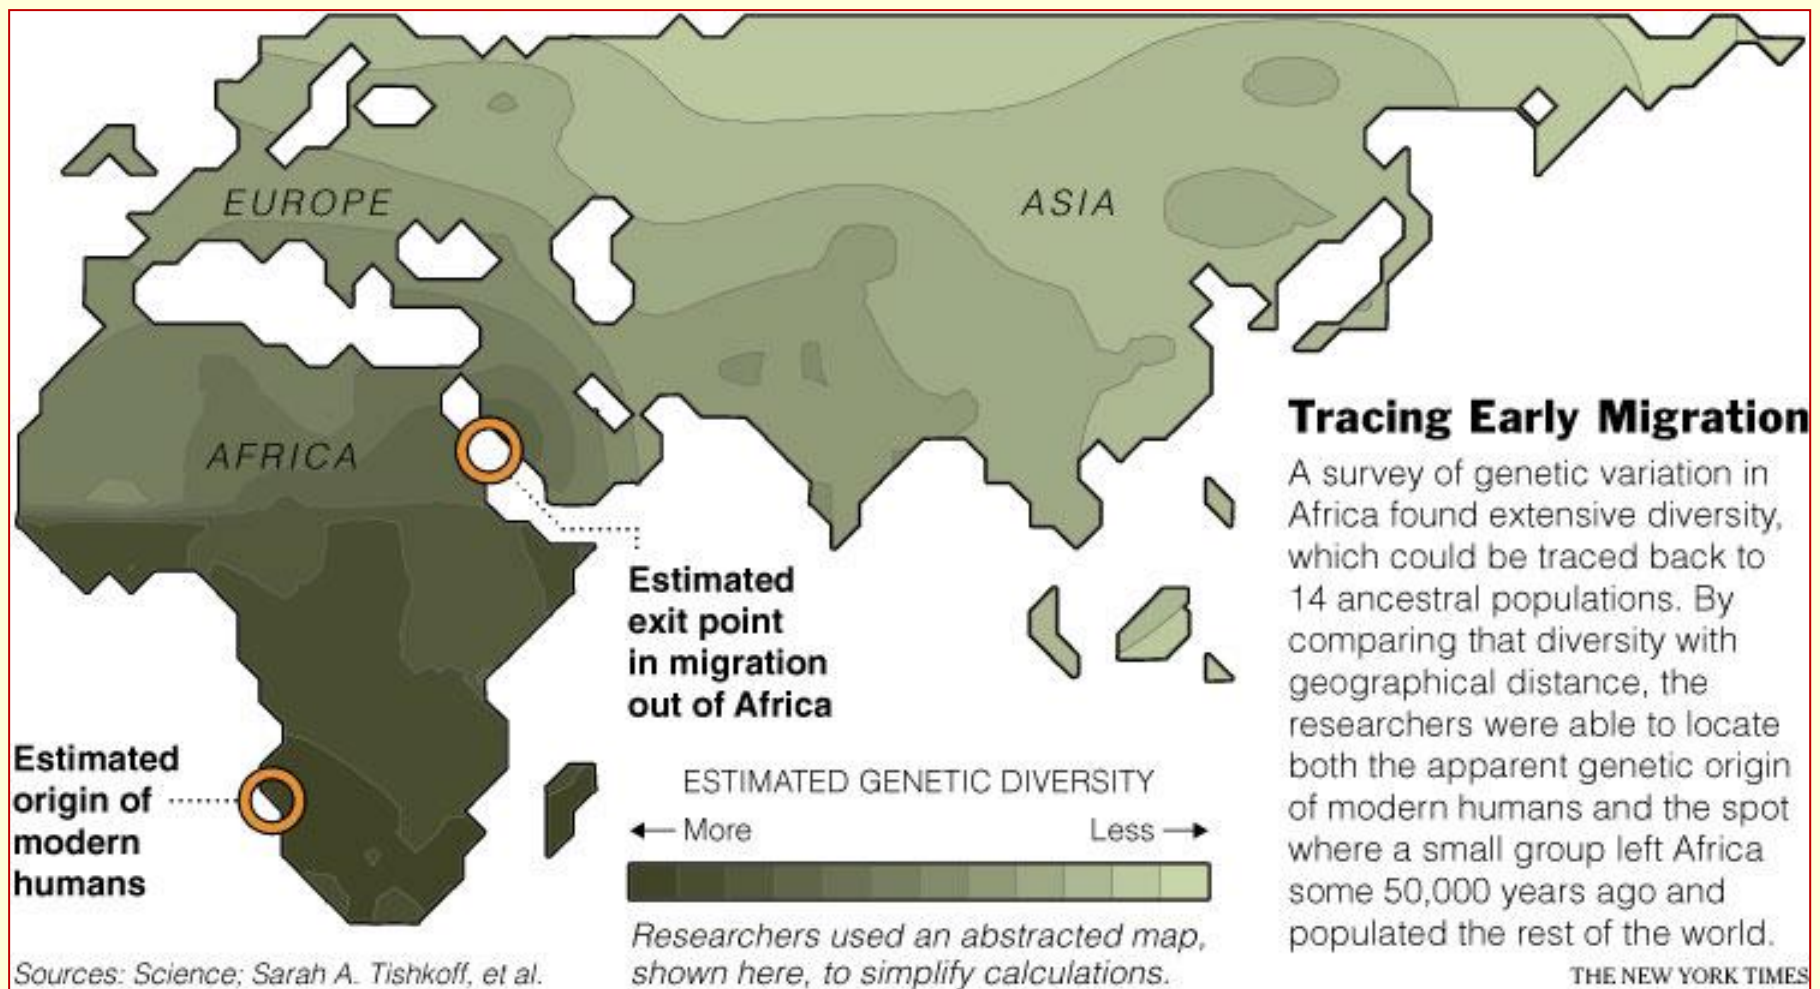 EUROPE
ASIA
AFRICA
Estimated
exit point
in migration
out of Africa
Estimated
origin of
modern
humans
ESTIMATED GENETIC DIVERSITY
More
Less
Researchers used an abstracted map,
shown here, to simplify calculations.
Sources: Science; Sarah A. Tishkoff, et al.
Tracing Early Migration
A survey of genetic variation in
Africa found extensive diversity,
which could be traced back to
14 ancestral populations. By
comparing that diversity with
geographical distance, the
researchers were able to locate
both the apparent genetic origin
of modern humans and the spot
where a small group left Africa
some 50,000 years ago and
populated the rest of the world.
THE NEW YORK TIMES